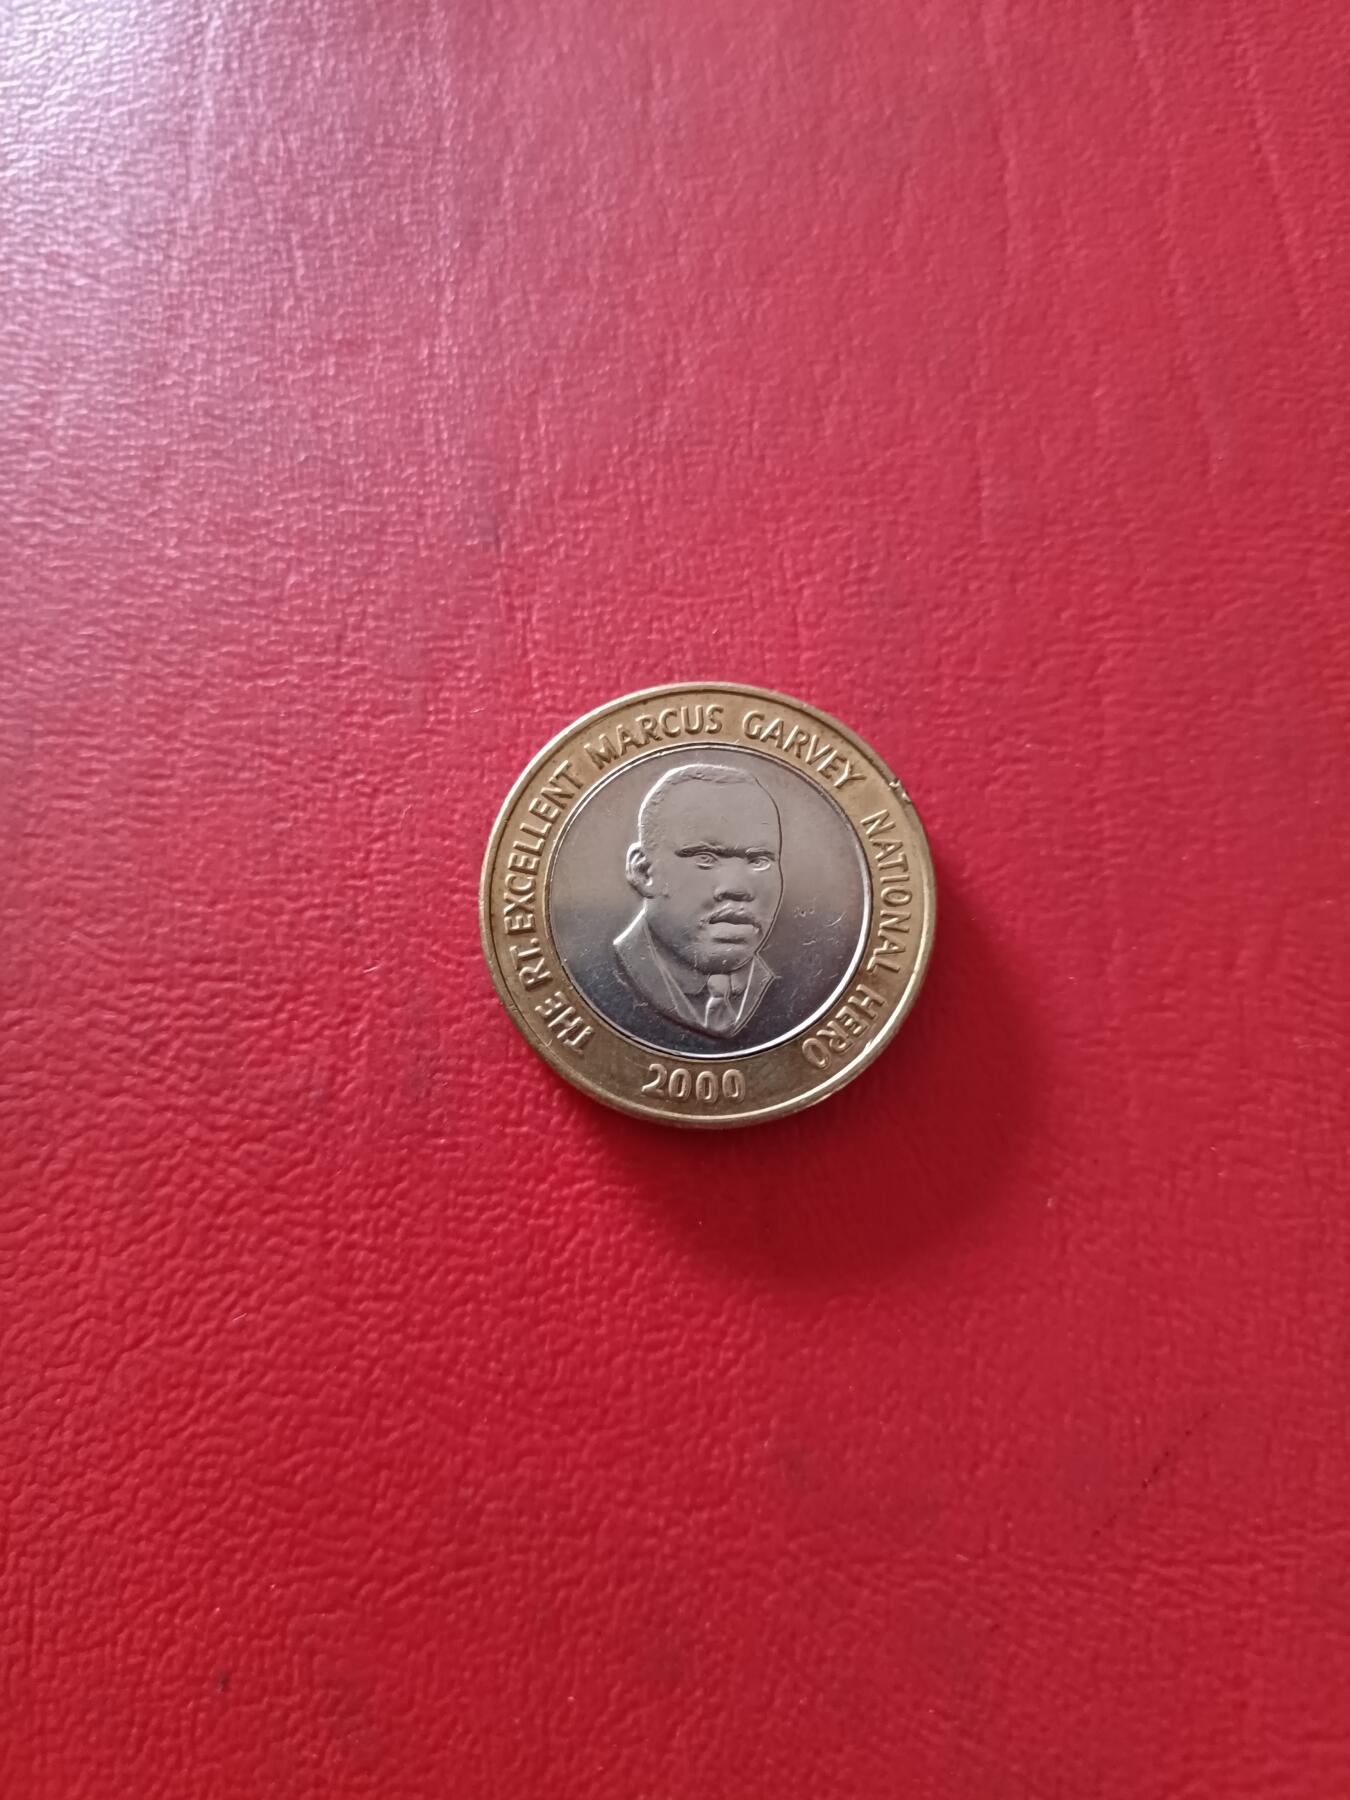 THE RT. EXCELLENT MARCUS GARVEY NATIONAL HERO
2000